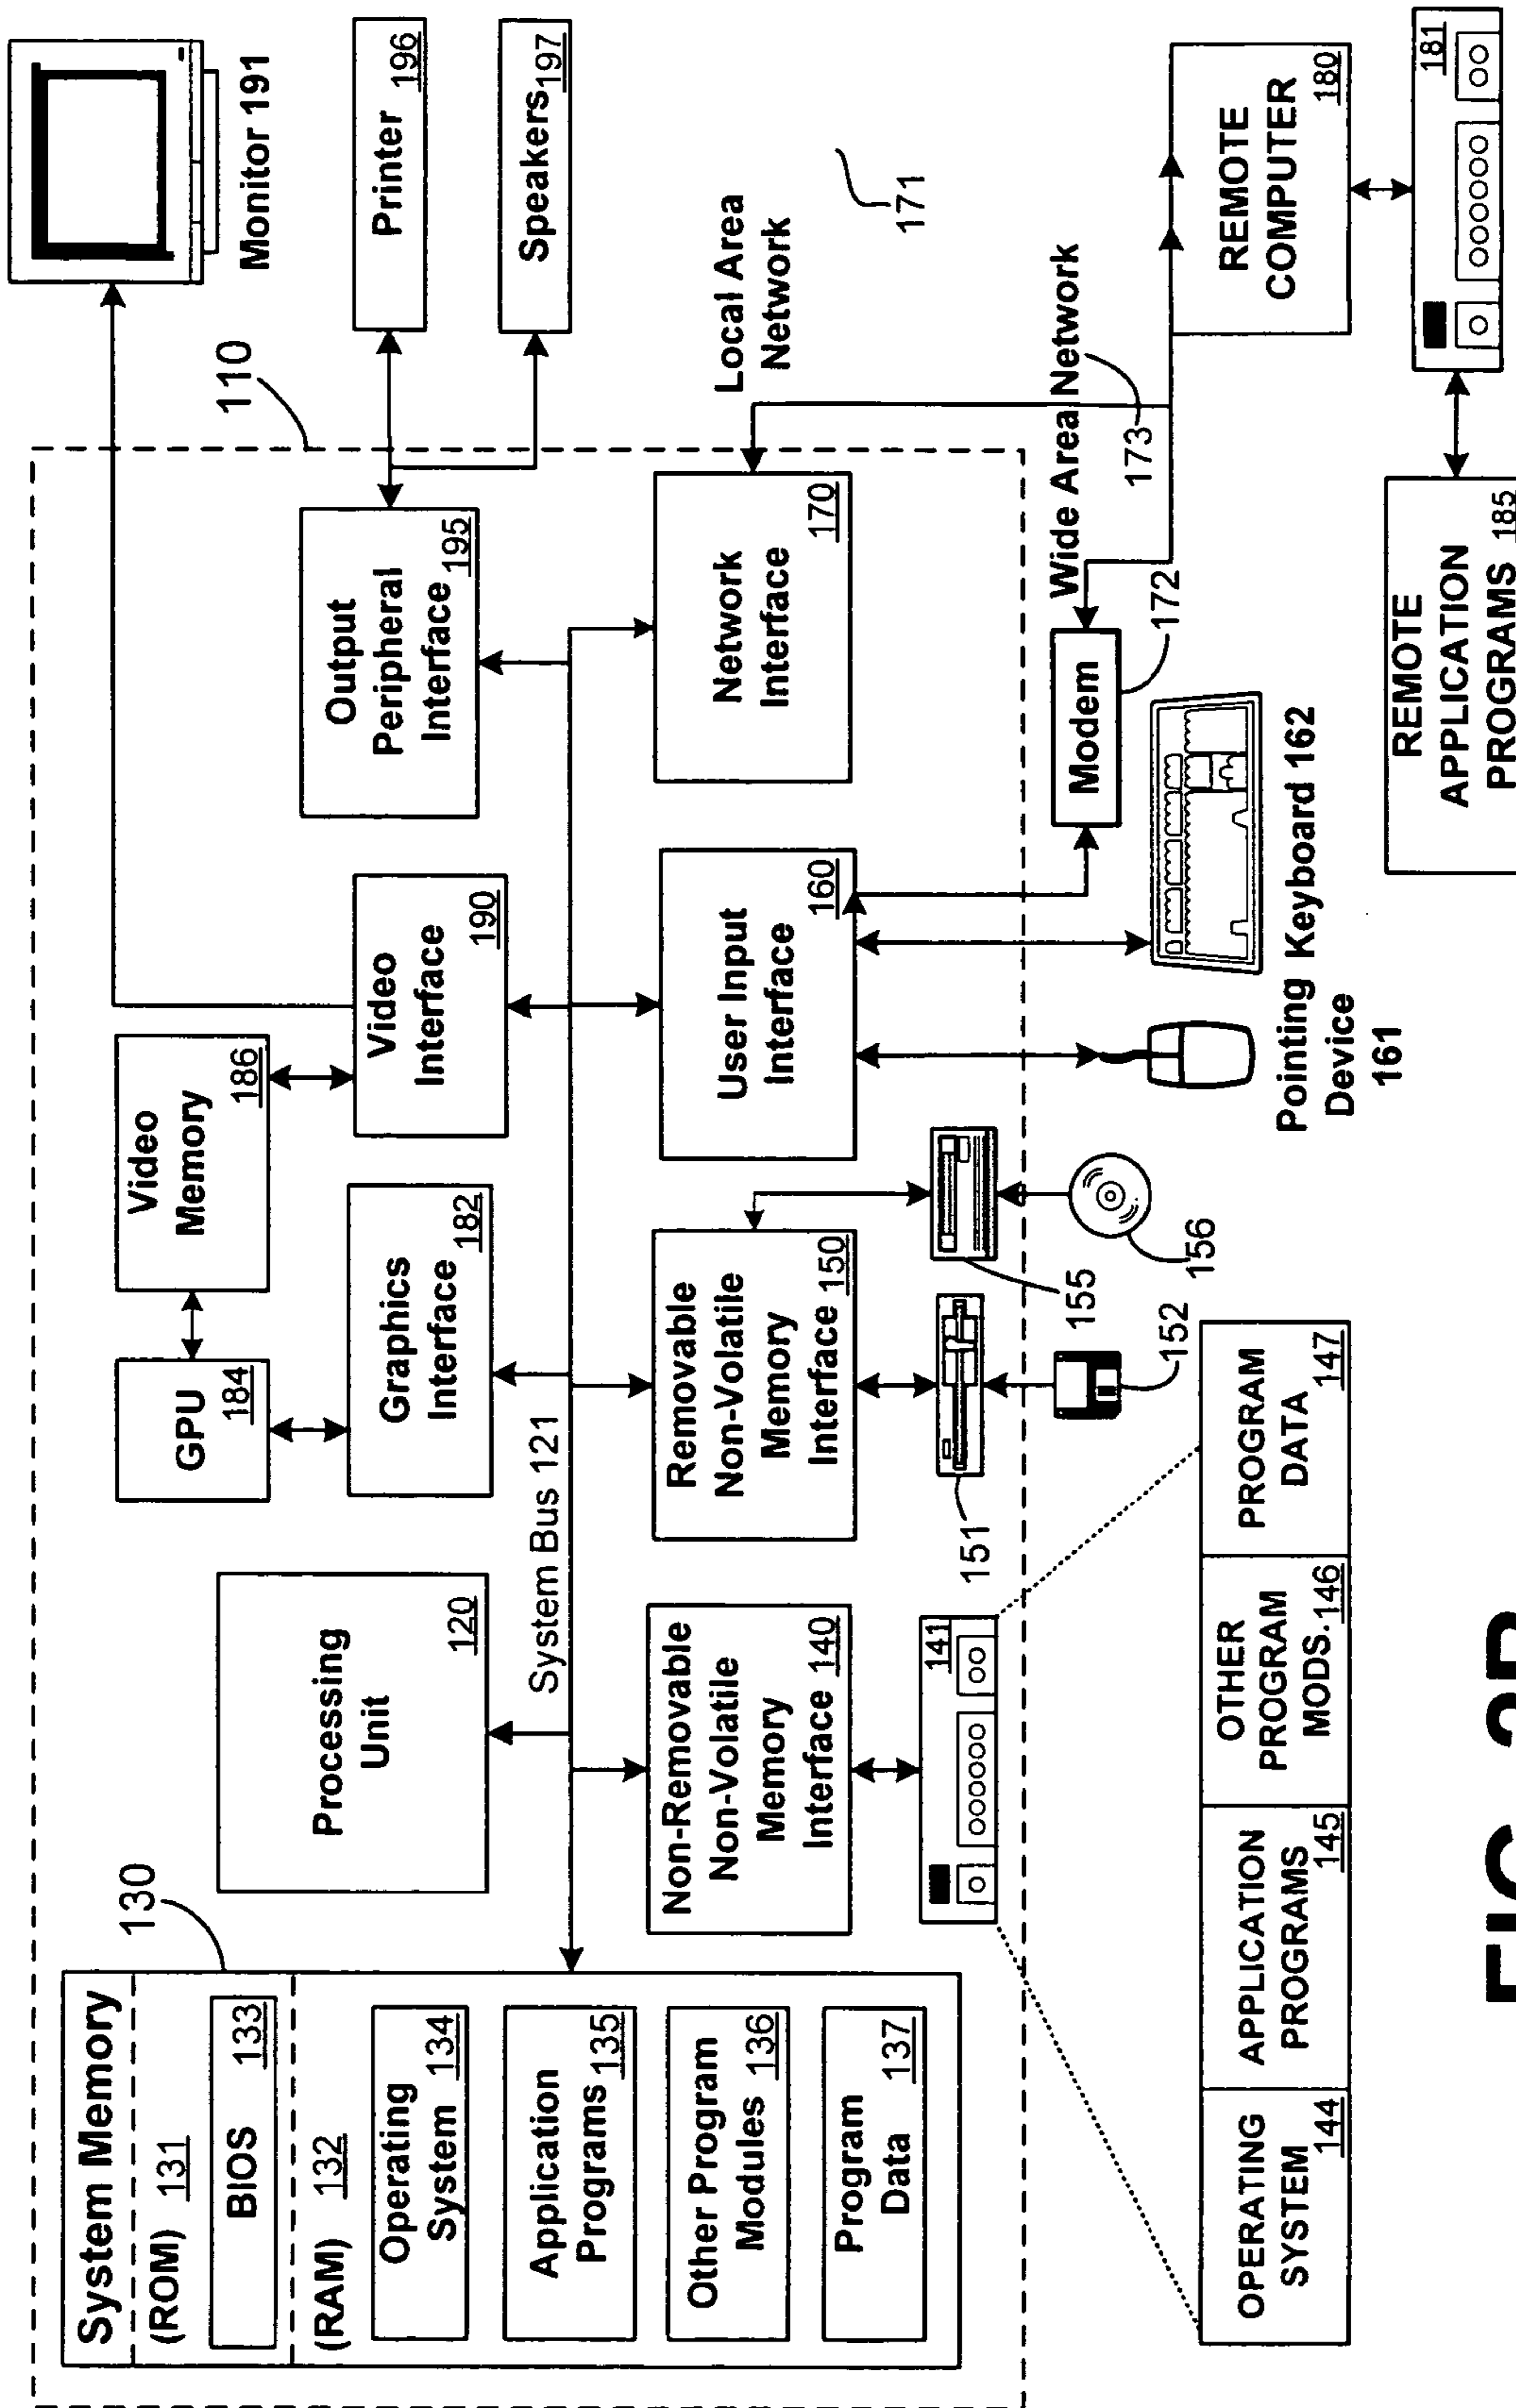 System Memory
(ROM) 131
BIOS 133
(RAM) 132
Operating
System 134
Application
Programs 135
Other Program
Modules 136
Program
Data 137
130
Processing
Unit
120
System Bus 121
GPU
184
Video
Memory
186
Graphics
Interface
182
Video
Interface
190
Output
Peripheral
Interface
195
110
Monitor 191
Printer
196
Speakers
197
Non-Removable
Non-Volatile
Memory
Interface 140
Removable
Non-Volatile
Memory
Interface 150
User Input
Interface
160
Network
Interface
170
Local Area
Network
171
141
151
155
152
156
Pointing
Device
161
Keyboard 162
Modem
172
Wide Area Network
173
REMOTE
COMPUTER
180
181
REMOTE
APPLICATION
PROGRAMS 185
OPERATING
SYSTEM 144
APPLICATION
PROGRAMS 145
OTHER
PROGRAM
MODS. 146
PROGRAM
DATA 147